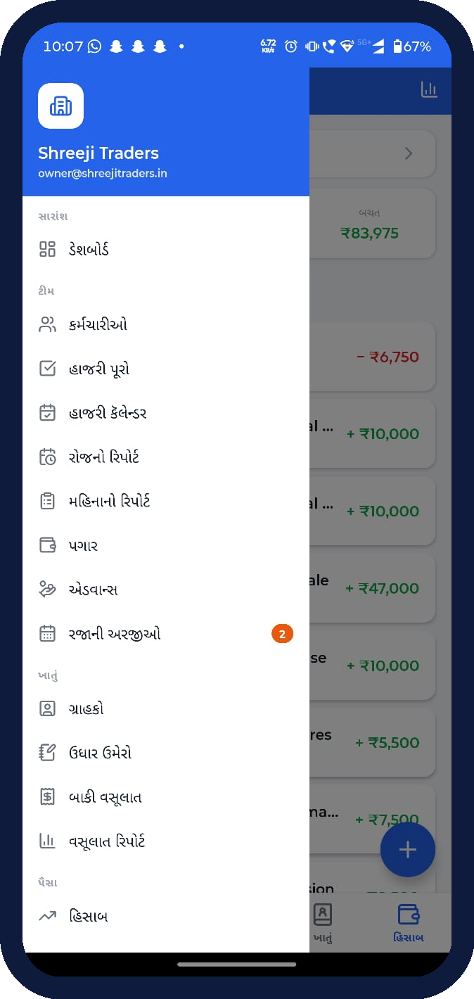 10:07
6.72
KB/s
5G+
67%
Shreeji Traders
owner@shreejitraders.in
સારાંશ
ડેશબોર્ડ
ટીમ
કર્મચારીઓ
હાજરી પૂરો
હાજરી કૅલેન્ડર
રોજનો રિપોર્ટ
મહિનાનો રિપોર્ટ
પગાર
એડવાન્સ
રજાની અરજીઓ
2
ખાતું
ગ્રાહકો
ઉધાર ઉમેરો
બાકી વસૂલાત
વસૂલાત રિપોર્ટ
પૈસા
હિસાબ
બચત
₹83,975
− ₹6,750
al ...
+ ₹10,000
al ...
+ ₹10,000
ale
+ ₹47,000
se
+ ₹10,000
res
+ ₹5,500
ma...
+ ₹7,500
sion
ખાતું
હિસાબ